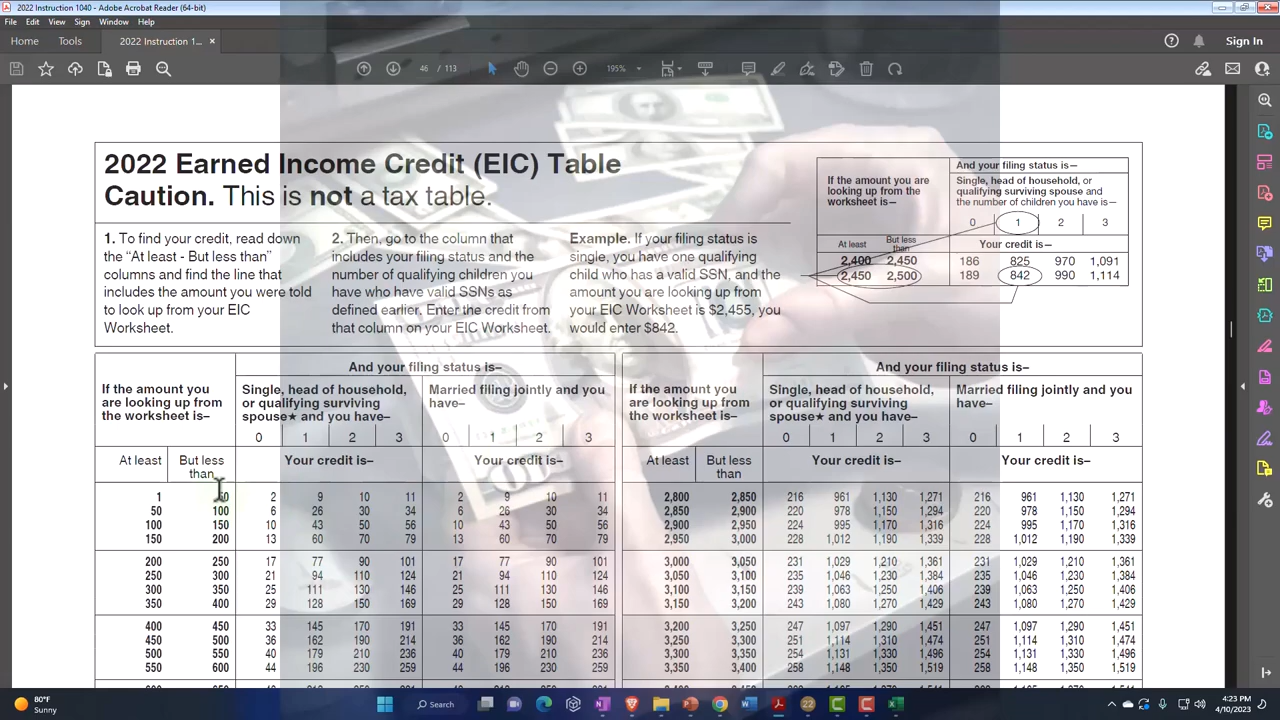 2022 Instruction 1040 - Adobe Acrobat Reader (64-bit)
File Edit View Sign Window Help
Home Tools 2022 Instruction 1... × Sign In
46 / 113 195%
2022 Earned Income Credit (EIC) Table
Caution. This is not a tax table.
1. To find your credit, read down
the "At least - But less than"
columns and find the line that
includes the amount you were told
to look up from your EIC
Worksheet.
2. Then, go to the column that
includes your filing status and the
number of qualifying children you
have who have valid SSNs as
defined earlier. Enter the credit from
that column on your EIC Worksheet.
Example. If your filing status is
single, you have one qualifying
child who has a valid SSN, and the
amount you are looking up from
your EIC Worksheet is $2,455, you
would enter $842.
If the amount you are
looking up from the
worksheet is–
And your filing status is–
Single, head of household, or
qualifying surviving spouse and
the number of children you have is–
0 1 2 3
At least But less than Your credit is–
2,400 2,450 186 825 970 1,091
2,450 2,500 189 842 990 1,114
If the amount you
are looking up from
the worksheet is–
And your filing status is–
Single, head of household,
or qualifying surviving
spouse★ and you have–
Married filing jointly and you
have–
0 1 2 3 0 1 2 3
At least But less than Your credit is– Your credit is–
1 50 2 9 10 11 2 9 10 11
50 100 6 26 30 34 6 26 30 34
100 150 10 43 50 56 10 43 50 56
150 200 13 60 70 79 13 60 70 79
200 250 17 77 90 101 17 77 90 101
250 300 21 94 110 124 21 94 110 124
300 350 25 111 130 146 25 111 130 146
350 400 29 128 150 169 29 128 150 169
400 450 33 145 170 191 33 145 170 191
450 500 36 162 190 214 36 162 190 214
500 550 40 179 210 236 40 179 210 236
550 600 44 196 230 259 44 196 230 259
If the amount you
are looking up from
the worksheet is–
And your filing status is–
Single, head of household,
or qualifying surviving
spouse★ and you have–
Married filing jointly and you
have–
0 1 2 3 0 1 2 3
At least But less than Your credit is– Your credit is–
2,800 2,850 216 961 1,130 1,271 216 961 1,130 1,271
2,850 2,900 220 978 1,150 1,294 220 978 1,150 1,294
2,900 2,950 224 995 1,170 1,316 224 995 1,170 1,316
2,950 3,000 228 1,012 1,190 1,339 228 1,012 1,190 1,339
3,000 3,050 231 1,029 1,210 1,361 231 1,029 1,210 1,361
3,050 3,100 235 1,046 1,230 1,384 235 1,046 1,230 1,384
3,100 3,150 239 1,063 1,250 1,406 239 1,063 1,250 1,406
3,150 3,200 243 1,080 1,270 1,429 243 1,080 1,270 1,429
3,200 3,250 247 1,097 1,290 1,451 247 1,097 1,290 1,451
3,250 3,300 251 1,114 1,310 1,474 251 1,114 1,310 1,474
3,300 3,350 254 1,131 1,330 1,496 254 1,131 1,330 1,496
3,350 3,400 258 1,148 1,350 1,519 258 1,148 1,350 1,519
80°F
Sunny
Search
4:23 PM
4/10/2023